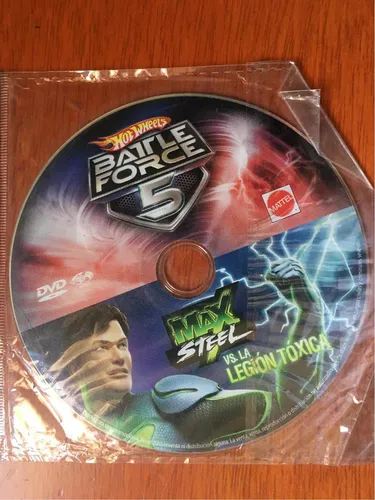 HOT WHEELS
BATTLE
FORCE
5
MATTEL
DVD
MAX
STEEL
VS. LA
LEGIÓN TÓXICA